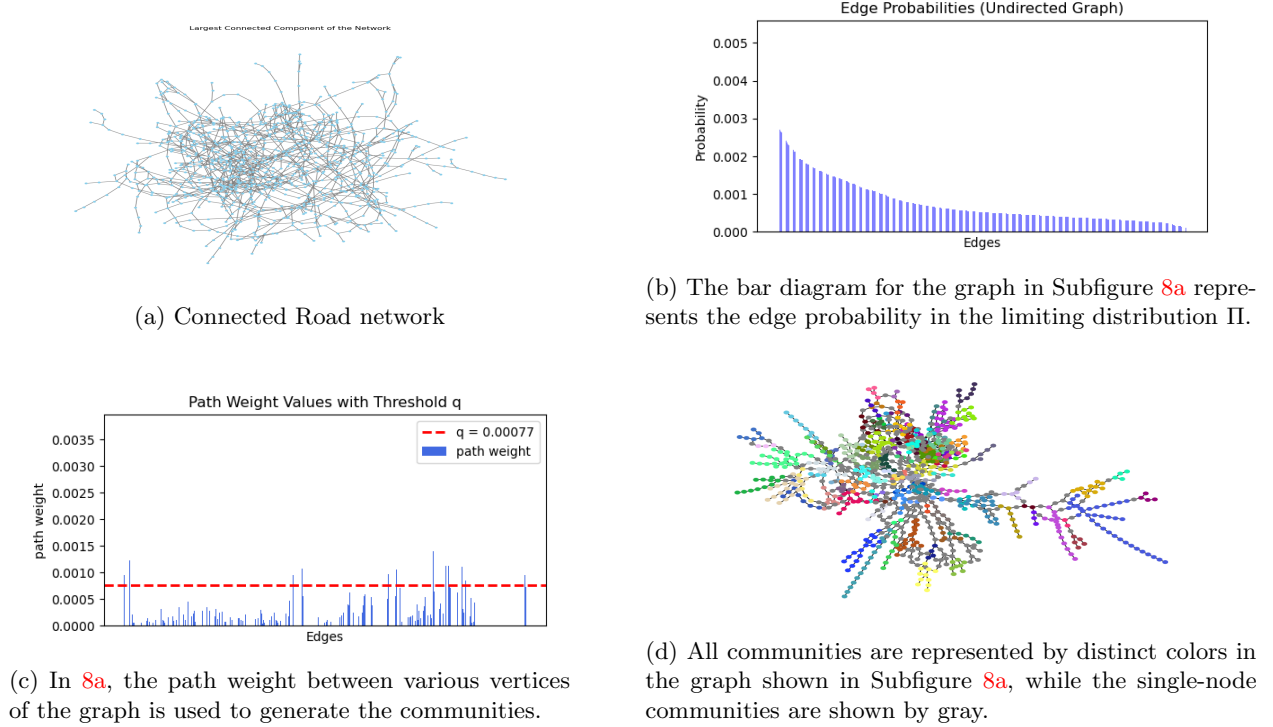 Largest Connected Component of the Network
(a) Connected Road network
Edge Probabilities (Undirected Graph)
0.005
0.004
0.003
0.002
0.001
0.000
Probability
Edges
(b) The bar diagram for the graph in Subfigure 8a repre-
sents the edge probability in the limiting distribution Π.
Path Weight Values with Threshold q
q = 0.00077
path weight
0.0035
0.0030
0.0025
0.0020
0.0015
0.0010
0.0005
0.0000
path weight
Edges
(c) In 8a, the path weight between various vertices
of the graph is used to generate the communities.
(d) All communities are represented by distinct colors in
the graph shown in Subfigure 8a, while the single-node
communities are shown by gray.